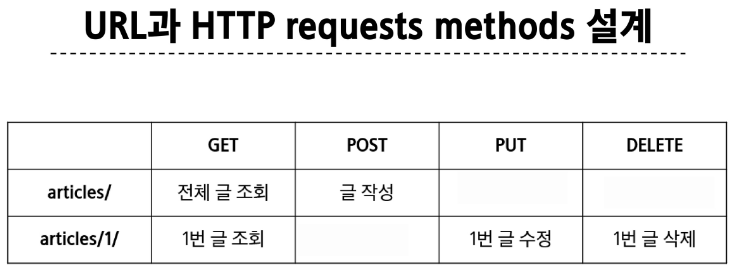 URL과 HTTP requests methods 설계
GET POST PUT DELETE
articles/ 전체 글 조회 글 작성
articles/1/ 1번 글 조회 1번 글 수정 1번 글 삭제